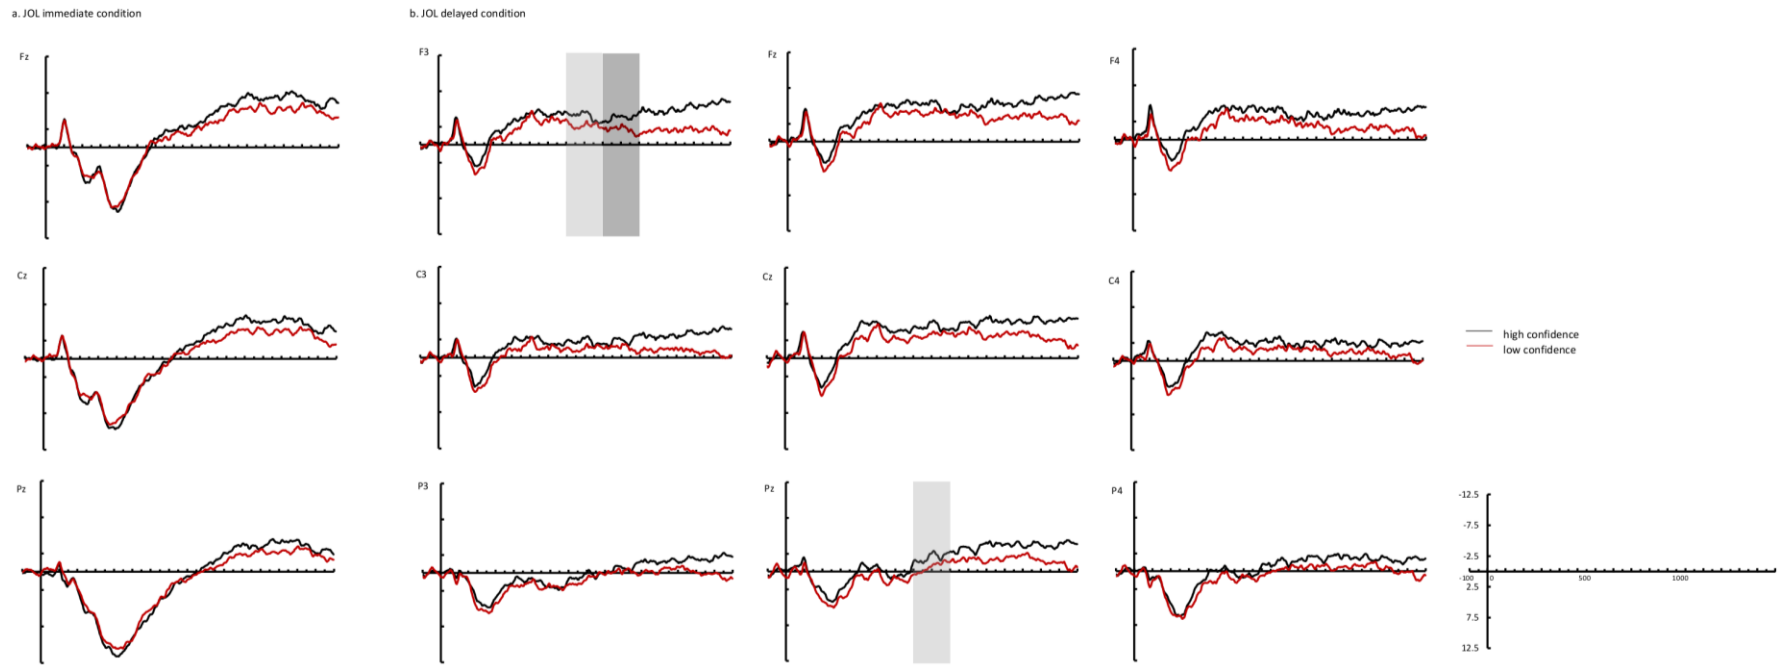 a. JOL immediate condition
b. JOL delayed condition
Fz
F3
Fz
F4
Cz
C3
Cz
C4
high confidence
low confidence
Pz
P3
Pz
P4
-12.5
-7.5
-2.5
-100 0 500 1000
2.5
7.5
12.5